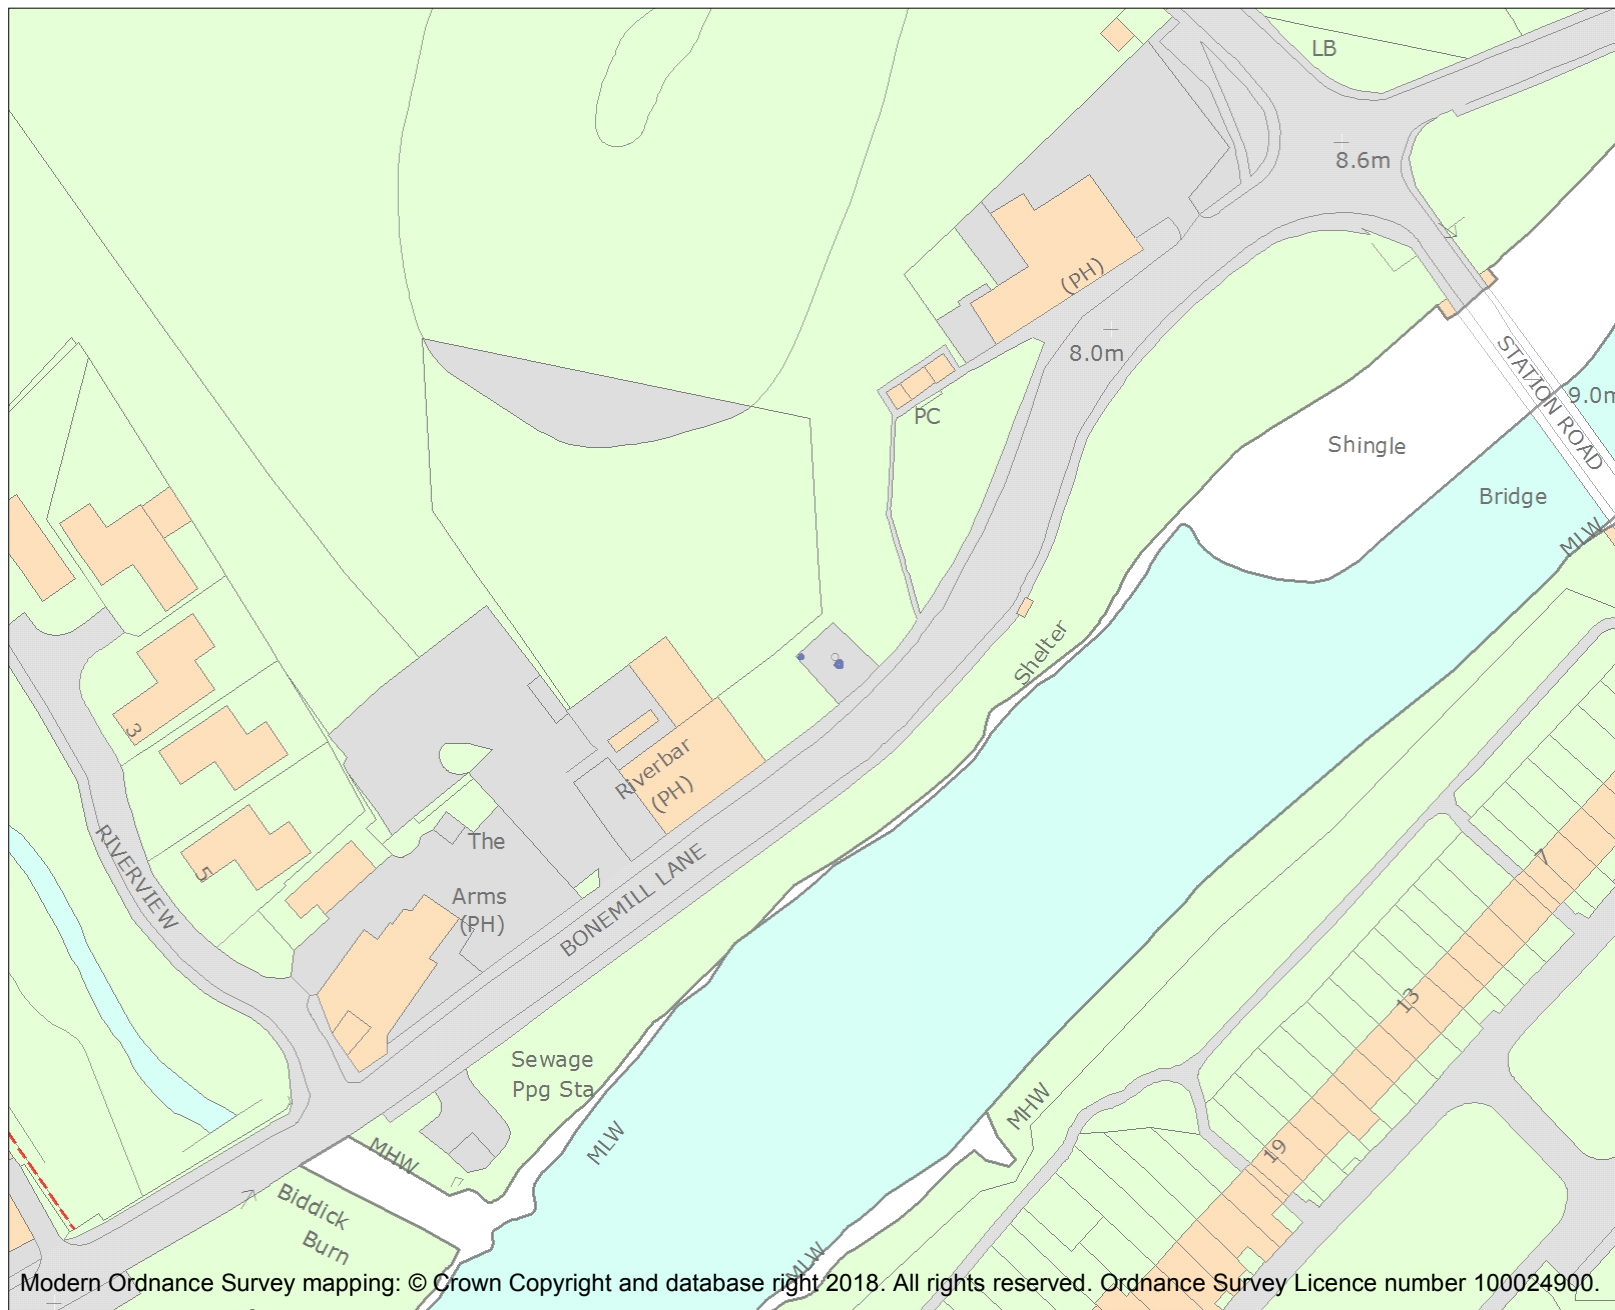 LB
8.6m
(PH)
8.0m
STATION ROAD
PC
Shingle
Bridge
MLW
Shelter
3
Riverbar
(PH)
The
Arms
(PH)
5
RIVERVIEW
BONEMILL LANE
7
13
Sewage
Ppg Sta
MHW
MLW
MHW
19
Biddick
Burn
MLW
Modern Ordnance Survey mapping: © Crown Copyright and database right 2018. All rights reserved. Ordnance Survey Licence number 100024900.